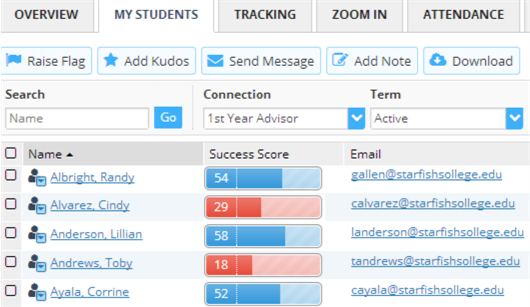 OVERVIEW MY STUDENTS TRACKING ZOOM IN ATTENDANCE
Raise Flag Add Kudos Send Message Add Note Download
Search Connection Term
Name Go 1st Year Advisor Active
Name Success Score Email
Albright, Randy 54 gallen@starfishsollege.edu
Alvarez, Cindy 29 calvarez@starfishsollege.edu
Anderson, Lillian 58 landerson@starfishsollege.edu
Andrews, Toby 18 tandrews@starfishsollege.edu
Ayala, Corrine 52 cayala@starfishsollege.edu